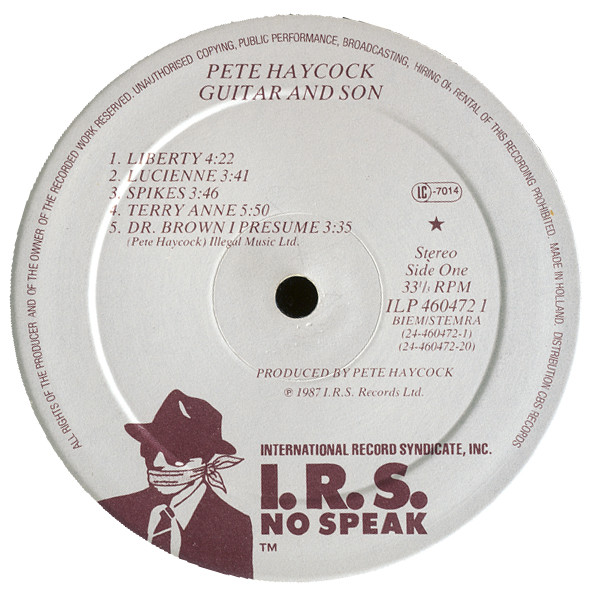 ALL RIGHTS OF THE PRODUCER AND OF THE OWNER OF THE RECORDED WORK RESERVED. UNAUTHORISED COPYING, PUBLIC PERFORMANCE, BROADCASTING, HIRING OR RENTAL OF THIS RECORDING PROHIBITED. MADE IN HOLLAND. DISTRIBUTION CBS RECORDS
PETE HAYCOCK
GUITAR AND SON
1. LIBERTY 4:22
2. LUCIENNE 3:41
3. SPIKES 3:46
4. TERRY ANNE 5:50
5. DR. BROWN I PRESUME 3:35
(Pete Haycock) Illegal Music Ltd.
LC -7014
★
Stereo
Side One
33⅓ RPM
ILP 460472 1
BIEM/STEMRA
(24-460472-1)
(24-460472-20)
PRODUCED BY PETE HAYCOCK
℗ 1987 I.R.S. Records Ltd.
INTERNATIONAL RECORD SYNDICATE, INC.
I.R.S.
NO SPEAK
TM